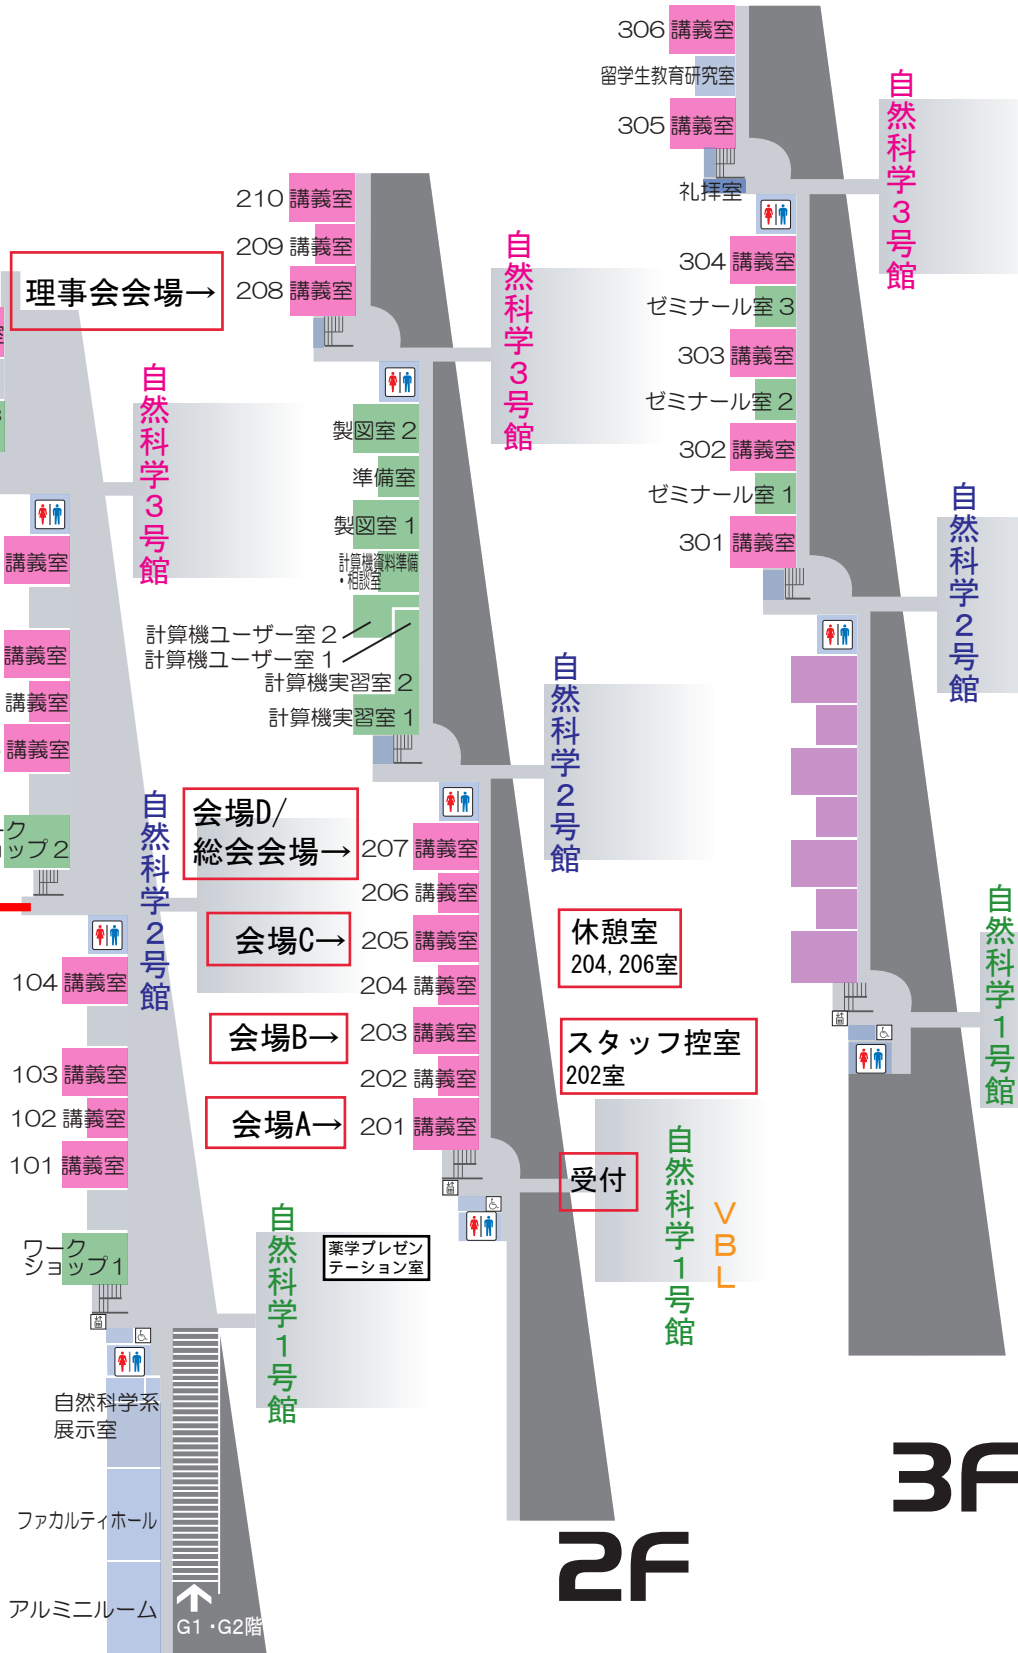 306 講義室
留学生教育研究室
305 講義室
礼拝室
304 講義室
ゼミナール室 3
303 講義室
ゼミナール室 2
302 講義室
ゼミナール室 1
301 講義室
自然科学3号館
自然科学2号館
自然科学1号館
3F
210 講義室
209 講義室
208 講義室
理事会会場→
製図室 2
準備室
製図室 1
計算機資料準備
・相談室
計算機ユーザー室 2
計算機ユーザー室 1
計算機実習室 2
計算機実習室 1
自然科学3号館
自然科学2号館
会場D/
総会会場→
207 講義室
206 講義室
会場C→
205 講義室
204 講義室
会場B→
203 講義室
202 講義室
会場A→
201 講義室
休憩室
204,206室
スタッフ控室
202室
受付
自然科学1号館
VBL
2F
自然科学3号館
講義室
講義室
講義室
講義室
ップ 2
自然科学2号館
104 講義室
103 講義室
102 講義室
101 講義室
ワーク
ショップ 1
自然科学1号館
薬学プレゼン
テーション室
自然科学系
展示室
ファカルティホール
アルミニルーム
G1・G2階